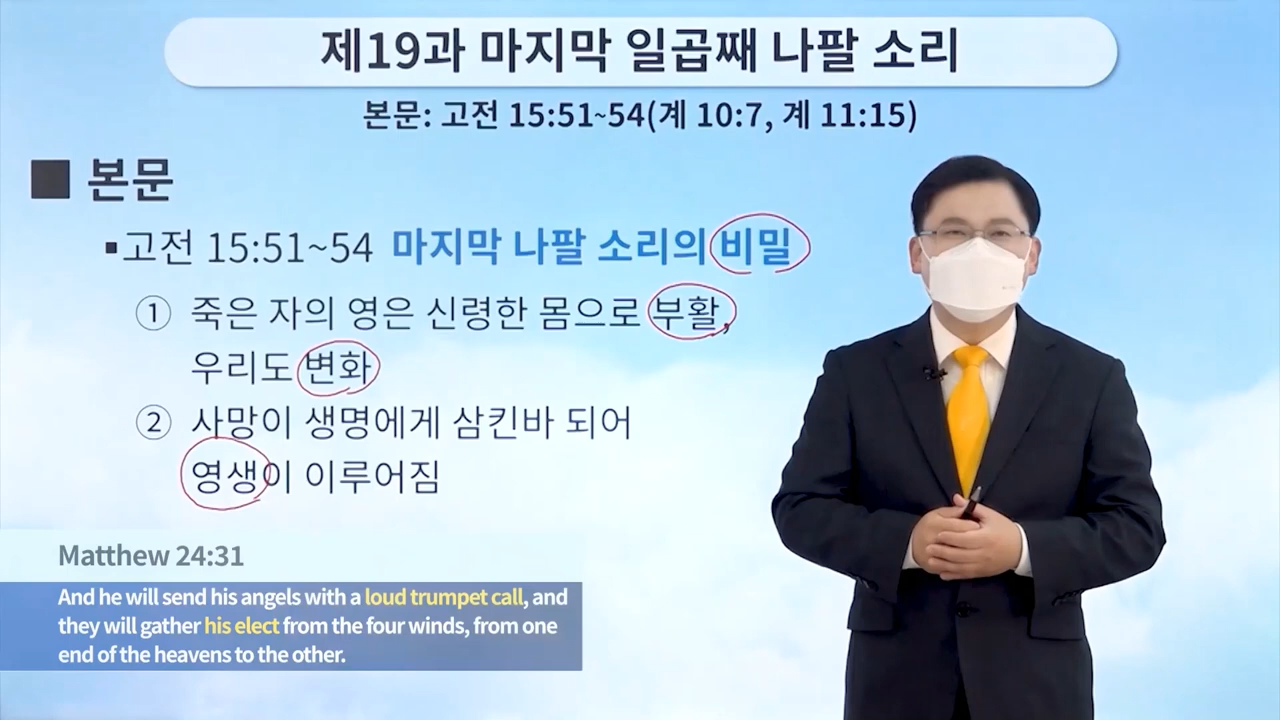 제19과 마지막 일곱째 나팔 소리
본문: 고전 15:51~54(계 10:7, 계 11:15)
■ 본문
▪고전 15:51~54 마지막 나팔 소리의 비밀
① 죽은 자의 영은 신령한 몸으로 부활,
우리도 변화
② 사망이 생명에게 삼킨바 되어
영생이 이루어짐
Matthew 24:31
And he will send his angels with a loud trumpet call, and
they will gather his elect from the four winds, from one
end of the heavens to the other.